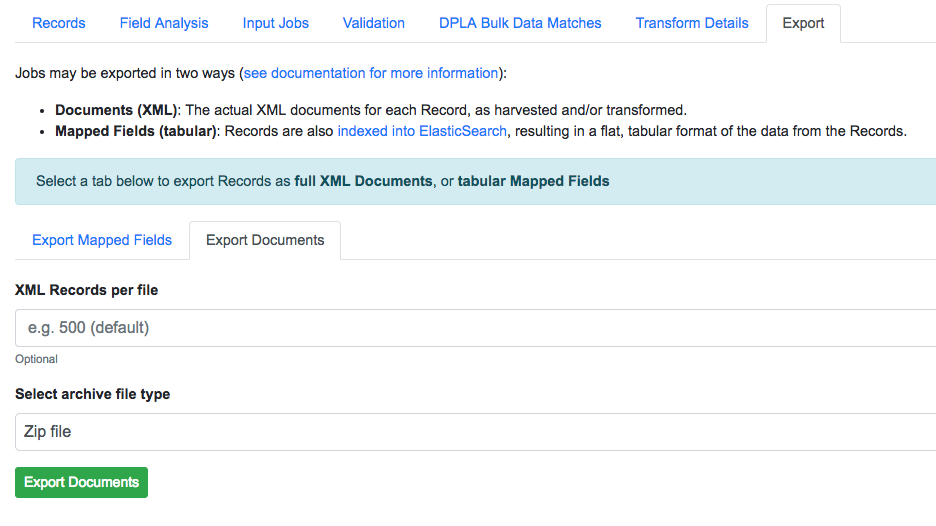 Records Field Analysis Input Jobs Validation DPLA Bulk Data Matches Transform Details Export
Jobs may be exported in two ways (see documentation for more information):
• Documents (XML): The actual XML documents for each Record, as harvested and/or transformed.
• Mapped Fields (tabular): Records are also indexed into ElasticSearch, resulting in a flat, tabular format of the data from the Records.
Select a tab below to export Records as full XML Documents, or tabular Mapped Fields
Export Mapped Fields Export Documents
XML Records per file
e.g. 500 (default)
Optional
Select archive file type
Zip file
Export Documents